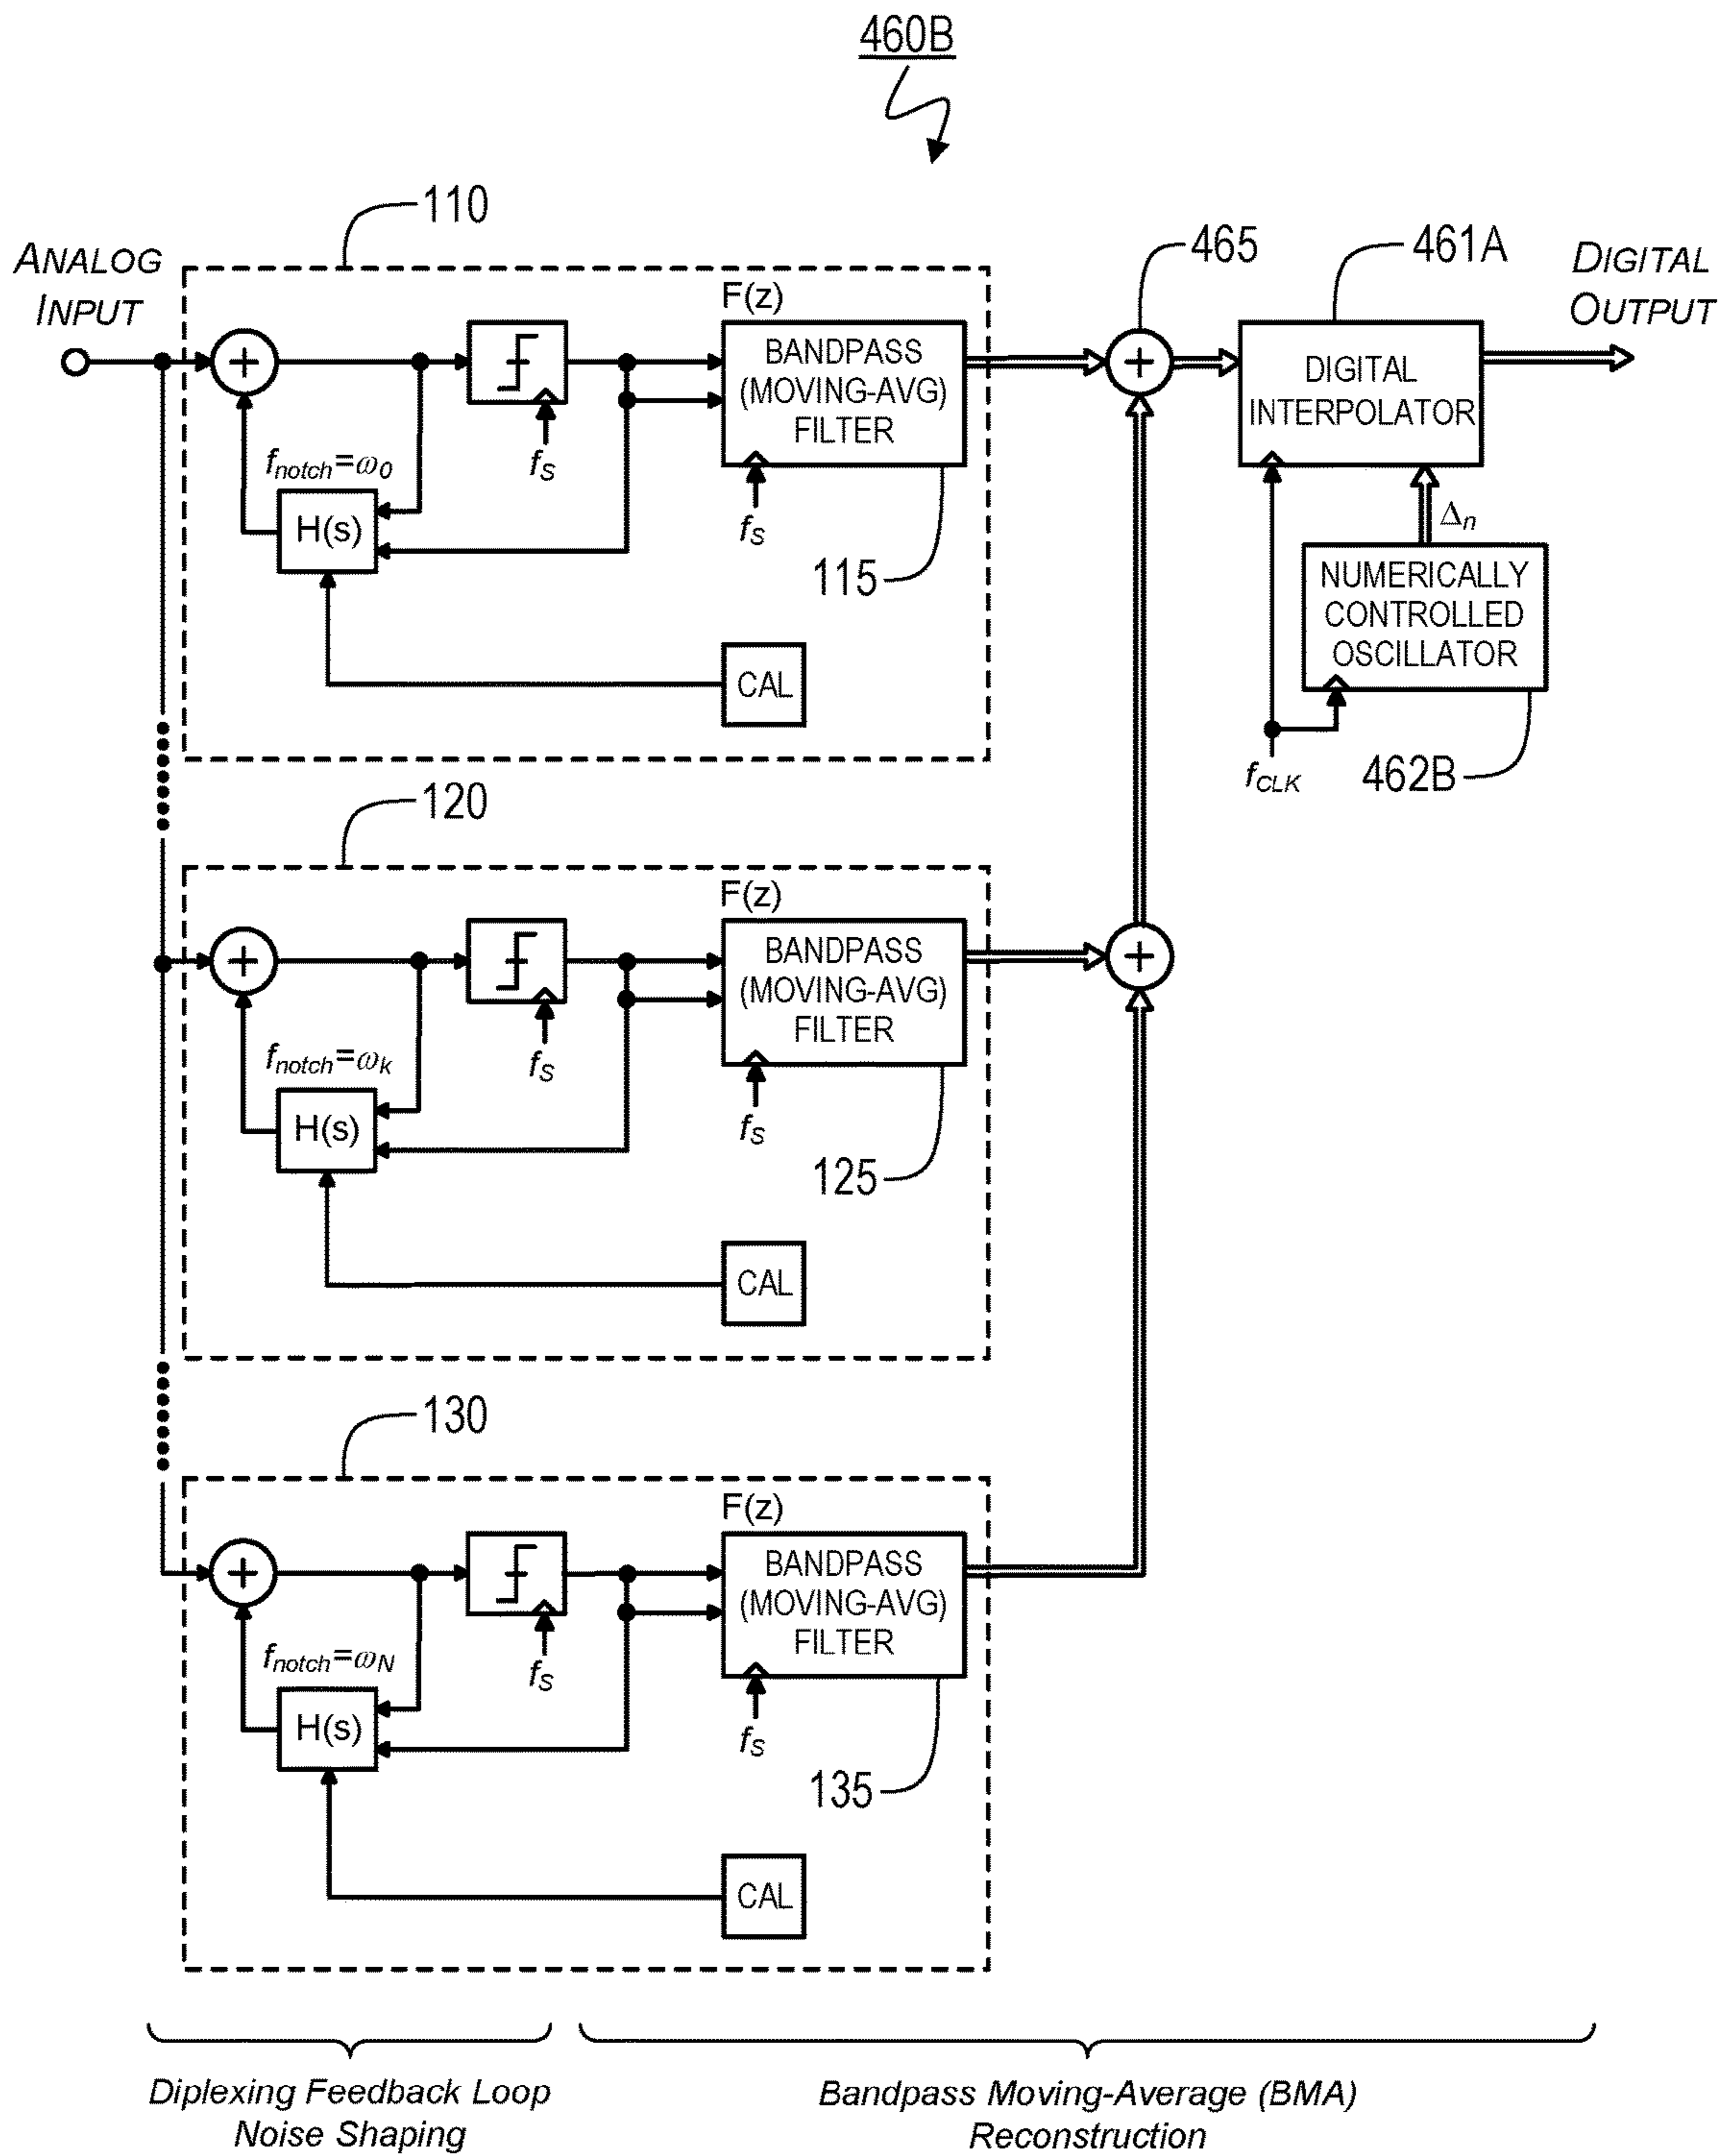 460B
110
465
461A
ANALOG
INPUT
DIGITAL
OUTPUT
F(z)
+
BANDPASS
(MOVING-AVG)
FILTER
+
DIGITAL
INTERPOLATOR
fnotch=ω0
fS
H(s)
fS
Δn
115
NUMERICALLY
CONTROLLED
OSCILLATOR
CAL
fCLK
462B
120
F(z)
+
BANDPASS
(MOVING-AVG)
FILTER
+
fnotch=ωk
fS
H(s)
fS
125
CAL
130
F(z)
+
BANDPASS
(MOVING-AVG)
FILTER
fnotch=ωN
fS
H(s)
fS
135
CAL
Diplexing Feedback Loop
Noise Shaping
Bandpass Moving-Average (BMA)
Reconstruction